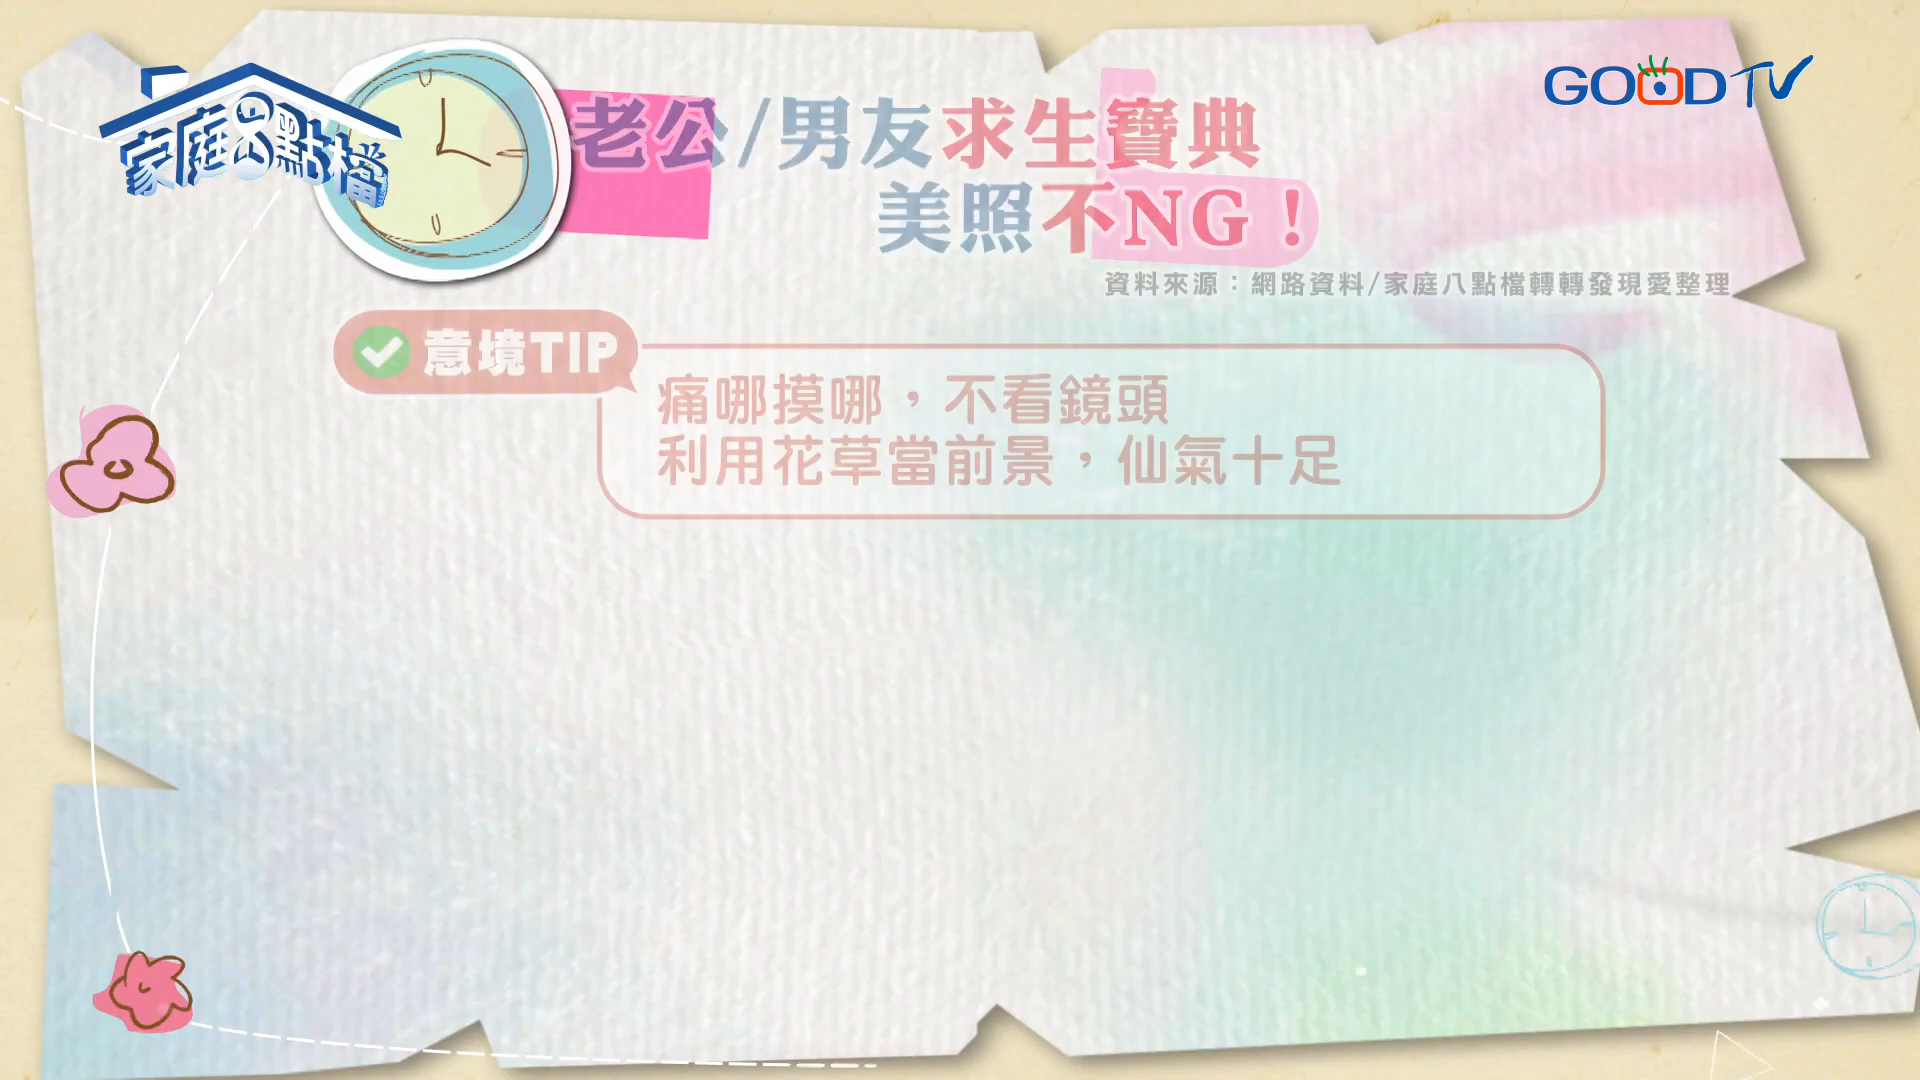 家庭8點檔
GOOD TV
老公/男友求生寶典
美照不NG！
資料來源：網路資料/家庭八點檔轉轉發現愛整理
意境TIP
痛哪摸哪，不看鏡頭
利用花草當前景，仙氣十足